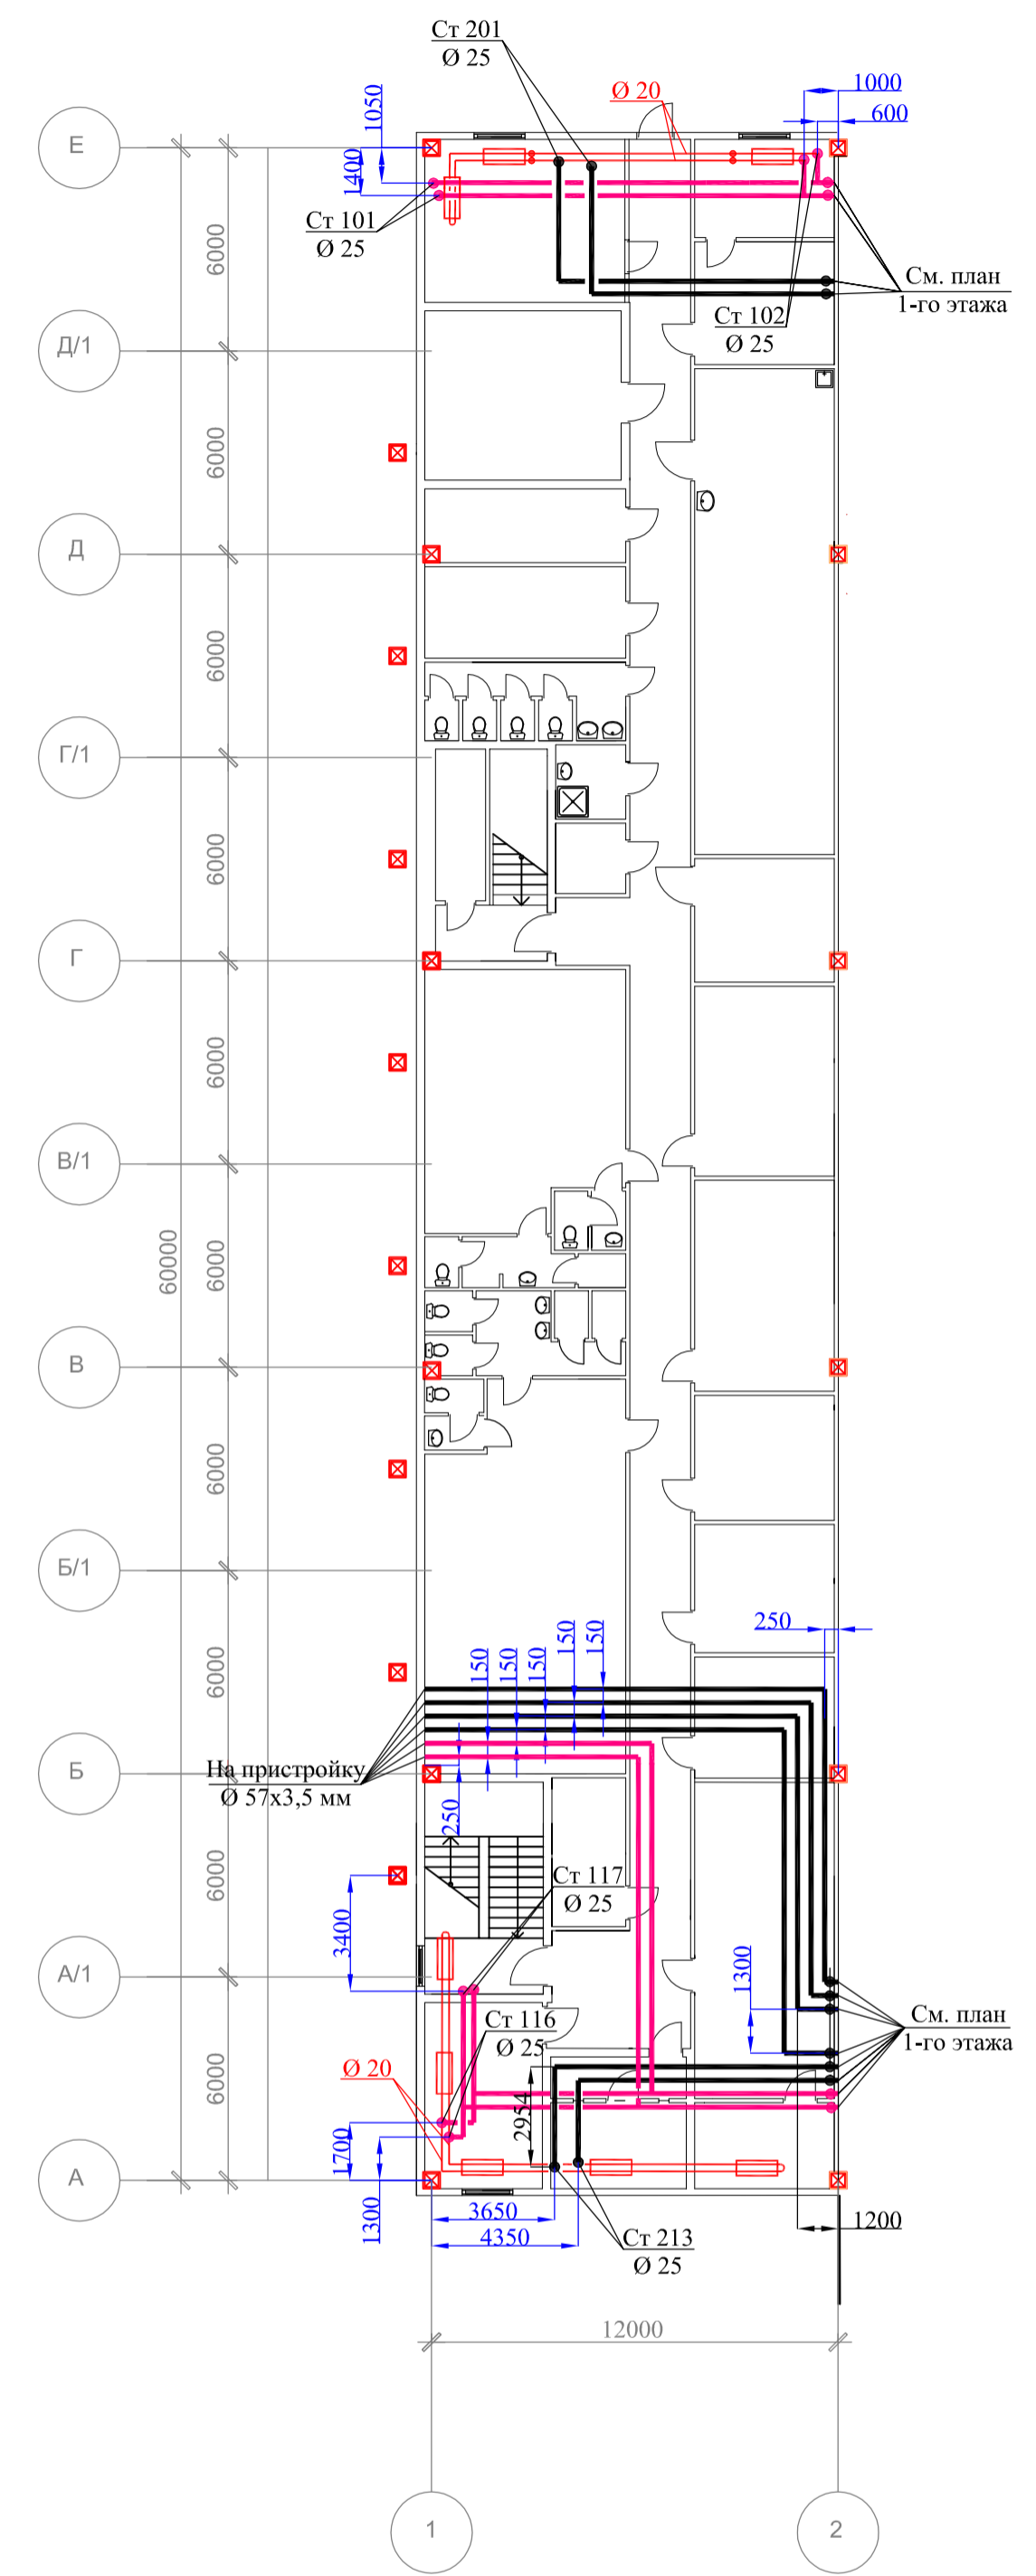 Ст 201
Ø 25
Ø 20
1000
600
1050
1400
Е
Ст 101
Ø 25
6000
См. план
1-го этажа
Ст 102
Ø 25
Д/1
6000
Д
6000
Г/1
6000
Г
6000
В/1
60000
6000
В
6000
Б/1
250
150
150
150
150
150
6000
На пристройку
Ø 57х3,5 мм
Б
250
6000
Ст 117
Ø 25
3400
А/1
1300
Ст 116
Ø 25
См. план
1-го этажа
Ø 20
6000
2954
1700
А
1300
3650
4350
1200
Ст 213
Ø 25
12000
1
2